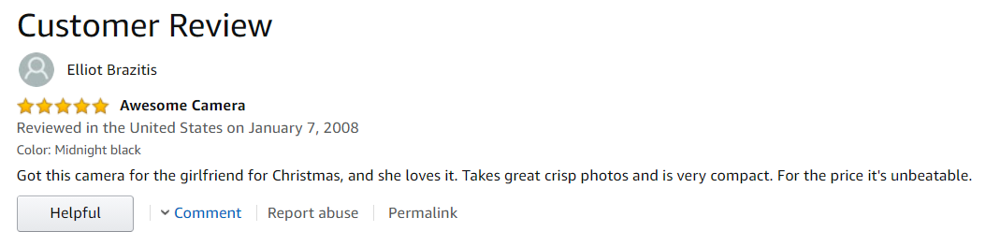 Customer Review
Elliot Brazitis
Awesome Camera
Reviewed in the United States on January 7, 2008
Color: Midnight black
Got this camera for the girlfriend for Christmas, and she loves it. Takes great crisp photos and is very compact. For the price it's unbeatable.
Helpful Comment Report abuse Permalink